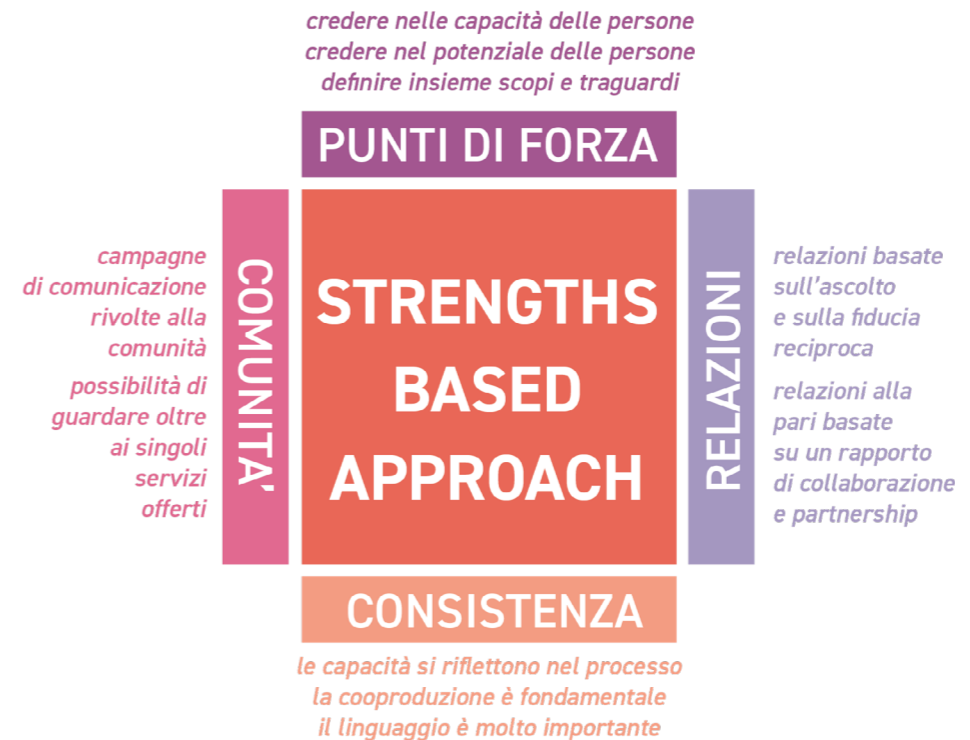 credere nelle capacità delle persone
credere nel potenziale delle persone
definire insieme scopi e traguardi
PUNTI DI FORZA
campagne
di comunicazione
rivolte alla
comunità
possibilità di
guardare oltre
ai singoli
servizi
offerti
COMUNITA’
STRENGTHS
BASED
APPROACH
RELAZIONI
relazioni basate
sull’ascolto
e sulla fiducia
reciproca
relazioni alla
pari basate
su un rapporto
di collaborazione
e partnership
CONSISTENZA
le capacità si riflettono nel processo
la cooproduzione è fondamentale
il linguaggio è molto importante